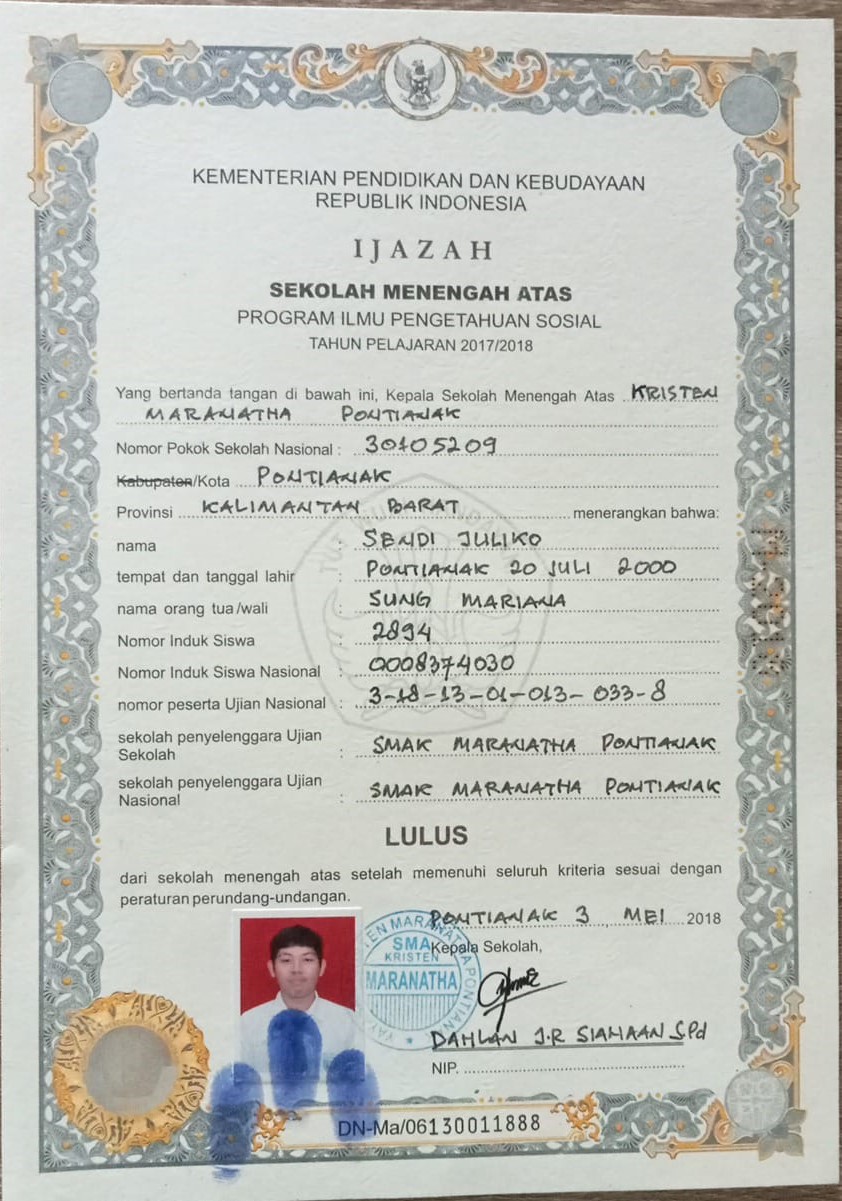 KEMENTERIAN PENDIDIKAN DAN KEBUDAYAAN
REPUBLIK INDONESIA
IJAZAH
SEKOLAH MENENGAH ATAS
PROGRAM ILMU PENGETAHUAN SOSIAL
TAHUN PELAJARAN 2017/2018
Yang bertanda tangan di bawah ini, Kepala Sekolah Menengah Atas KRISTEN
MARANATHA PONTIANAK
Nomor Pokok Sekolah Nasional : 30105209
Kabupaten/Kota PONTIANAK
Provinsi KALIMANTAN BARAT menerangkan bahwa:
nama : SENDI JULIKO
tempat dan tanggal lahir : PONTIANAK 20 JULI 2000
nama orang tua/wali : SUNG MARIANA
Nomor Induk Siswa : 2894
Nomor Induk Siswa Nasional : 0008374030
nomor peserta Ujian Nasional : 3-18-13-01-013-033-8
sekolah penyelenggara Ujian
Sekolah : SMAK MARANATHA PONTIANAK
sekolah penyelenggara Ujian
Nasional : SMAK MARANATHA PONTIANAK
LULUS
dari sekolah menengah atas setelah memenuhi seluruh kriteria sesuai dengan
peraturan perundang-undangan.
PONTIANAK 3 MEI 2018
Kepala Sekolah,
SMA
KRISTEN
MARANATHA
DAHLAN J.R SIAHAAN S.Pd
NIP.
DN-Ma/06130011888